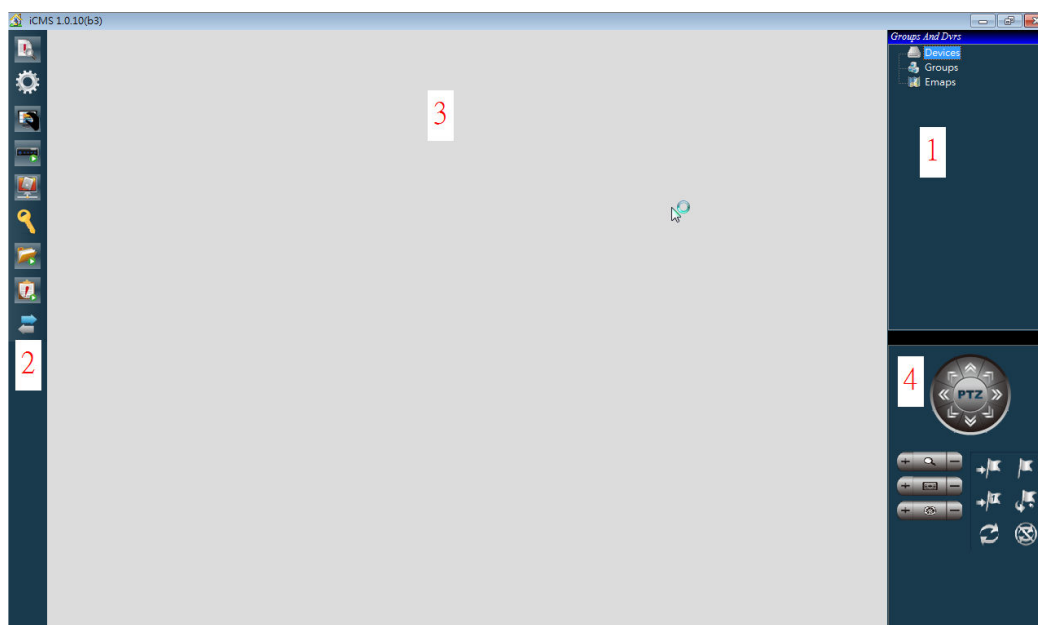 iCMS 1.0.10(b3)
Groups And Dvrs
Devices
Groups
Emaps
3
1
2
4
PTZ